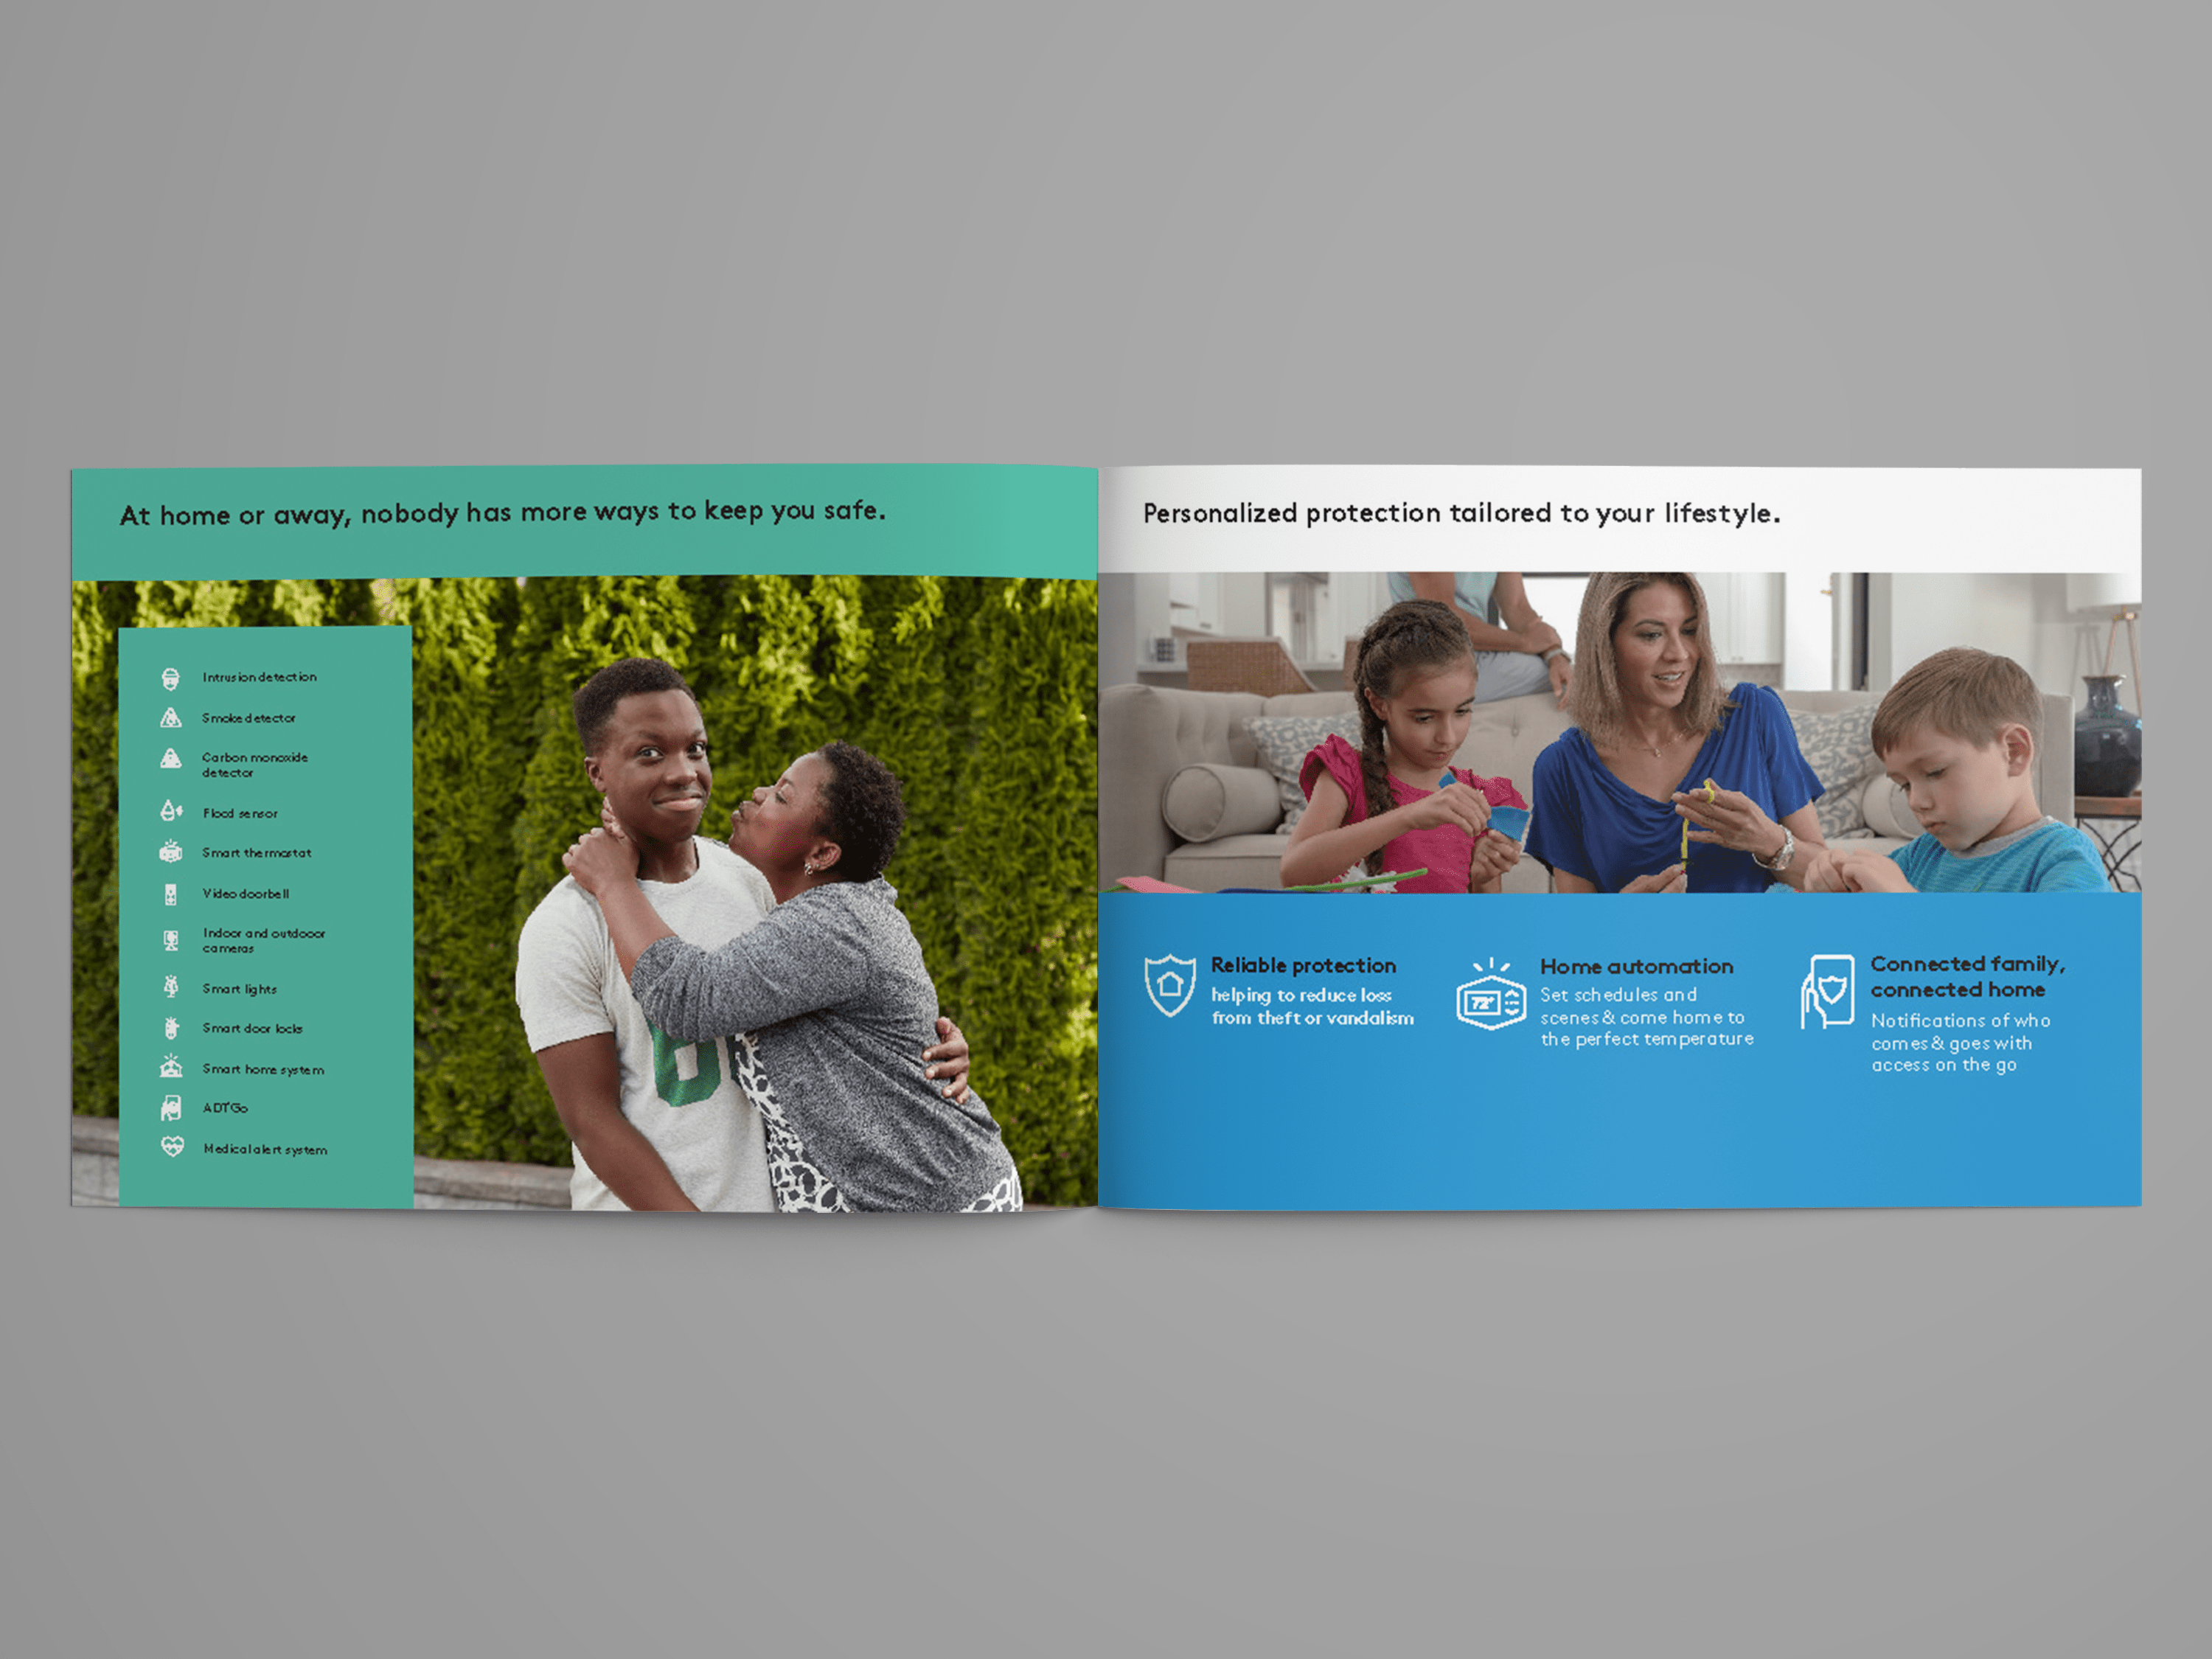 At home or away, nobody has more ways to keep you safe.
Intrusion detection
Smoke detector
Carbon monoxide
detector
Flood sensor
Smart thermostat
Video doorbell
Indoor and outdooor
cameras
Smart lights
Smart door locks
Smart home system
ADT Go
Medical alert system
Personalized protection tailored to your lifestyle.
Reliable protection
helping to reduce loss
from theft or vandalism
72°
Home automation
Set schedules and
scenes & come home to
the perfect temperature
Connected family,
connected home
Notifications of who
comes & goes with
access on the go